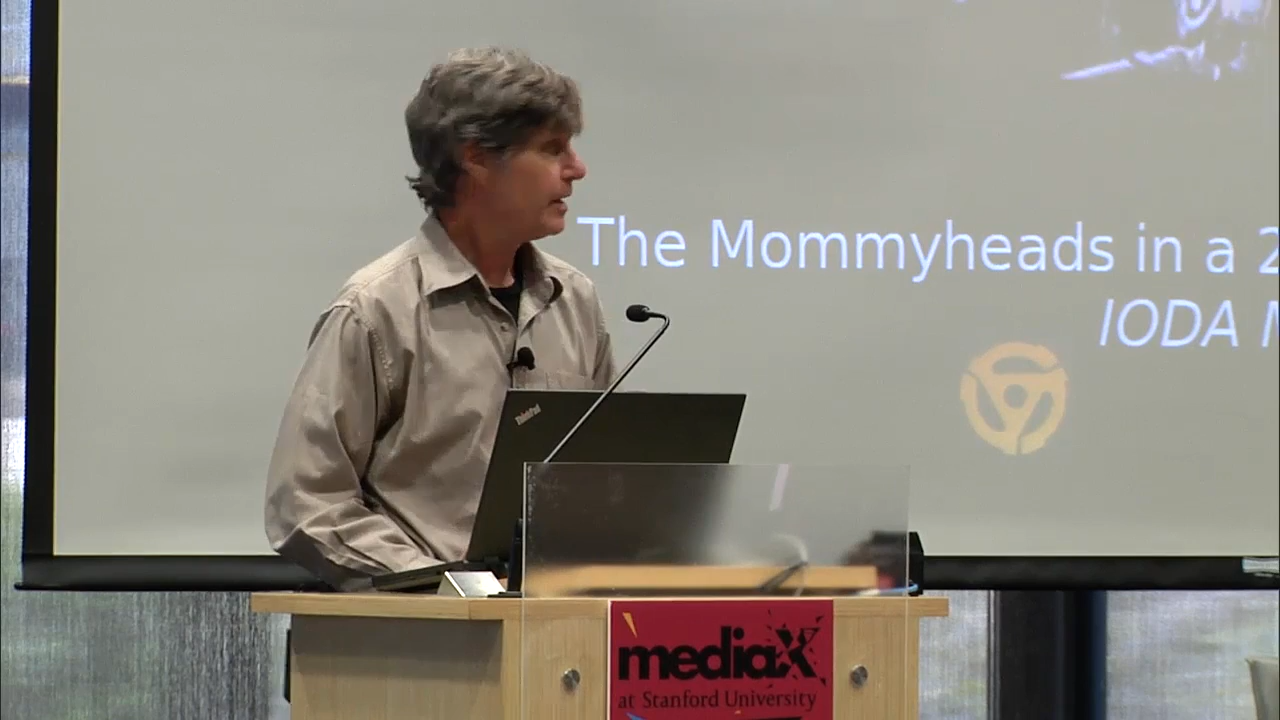 The Mommyheads in a 2
IODA
ThinkPad
mediaX
at Stanford University